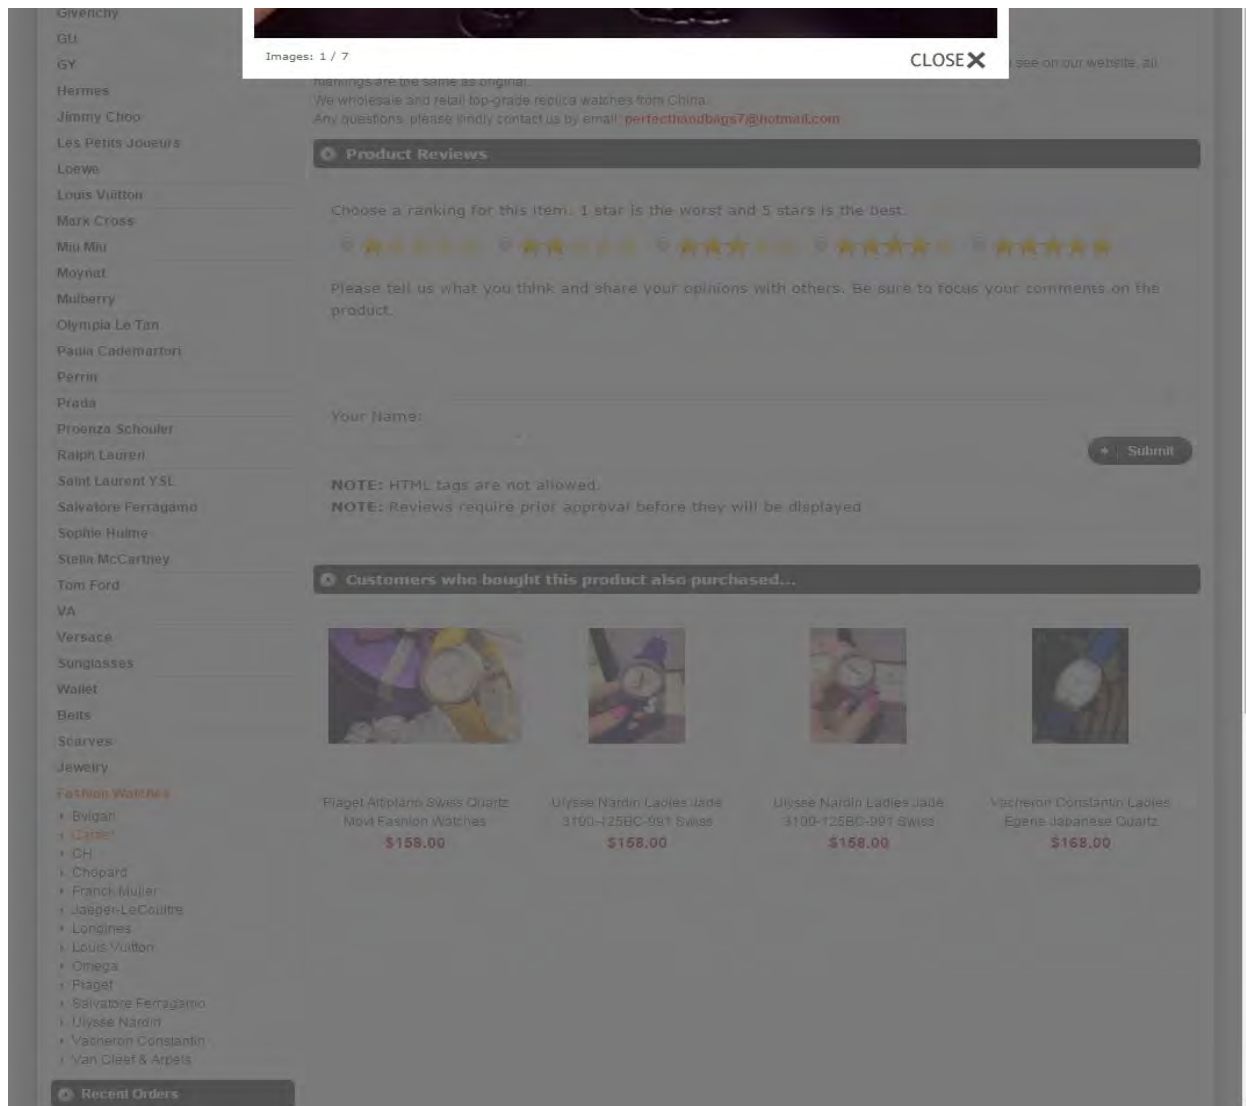 Givenchy
GU
GY
Hermes
Jimmy Choo
Les Petits Joueurs
Loewe
Louis Vuitton
Mark Cross
Miu Miu
Moynat
Mulberry
Olympia Le Tan
Paula Cademartori
Perrin
Prada
Proenza Schouler
Ralph Lauren
Saint Laurent YSL
Salvatore Ferragamo
Sophie Hulme
Stella McCartney
Tom Ford
VA
Versace
Sunglasses
Wallet
Belts
Scarves
Jewelry
Fashion Watches
Bvlgari
Cartier
CH
Chopard
Franck Muller
Jaeger-LeCoultre
Longines
Louis Vuitton
Omega
Piaget
Salvatore Ferragamo
Ulysse Nardin
Vacheron Constantin
Van Cleef & Arpels
Recent Orders
Images: 1 / 7
CLOSE
see on our website, all
markings are the same as original.
We wholesale and retail top-grade replica watches from China.
Any questions, please kindly contact us by email: perfecthandbags7@hotmail.com
Product Reviews
Choose a ranking for this item. 1 star is the worst and 5 stars is the best.
Please tell us what you think and share your opinions with others. Be sure to focus your comments on the
product.
Your Name:
Submit
NOTE: HTML tags are not allowed.
NOTE: Reviews require prior approval before they will be displayed
Customers who bought this product also purchased...
Piaget Altiplano Swiss Quartz
Movt Fashion Watches
$158.00
Ulysse Nardin Ladies Jade
3100-125BC-991 Swiss
$158.00
Ulysse Nardin Ladies Jade
3100-125BC-991 Swiss
$158.00
Vacheron Constantin Ladies
Egerie Japanese Quartz
$168.00